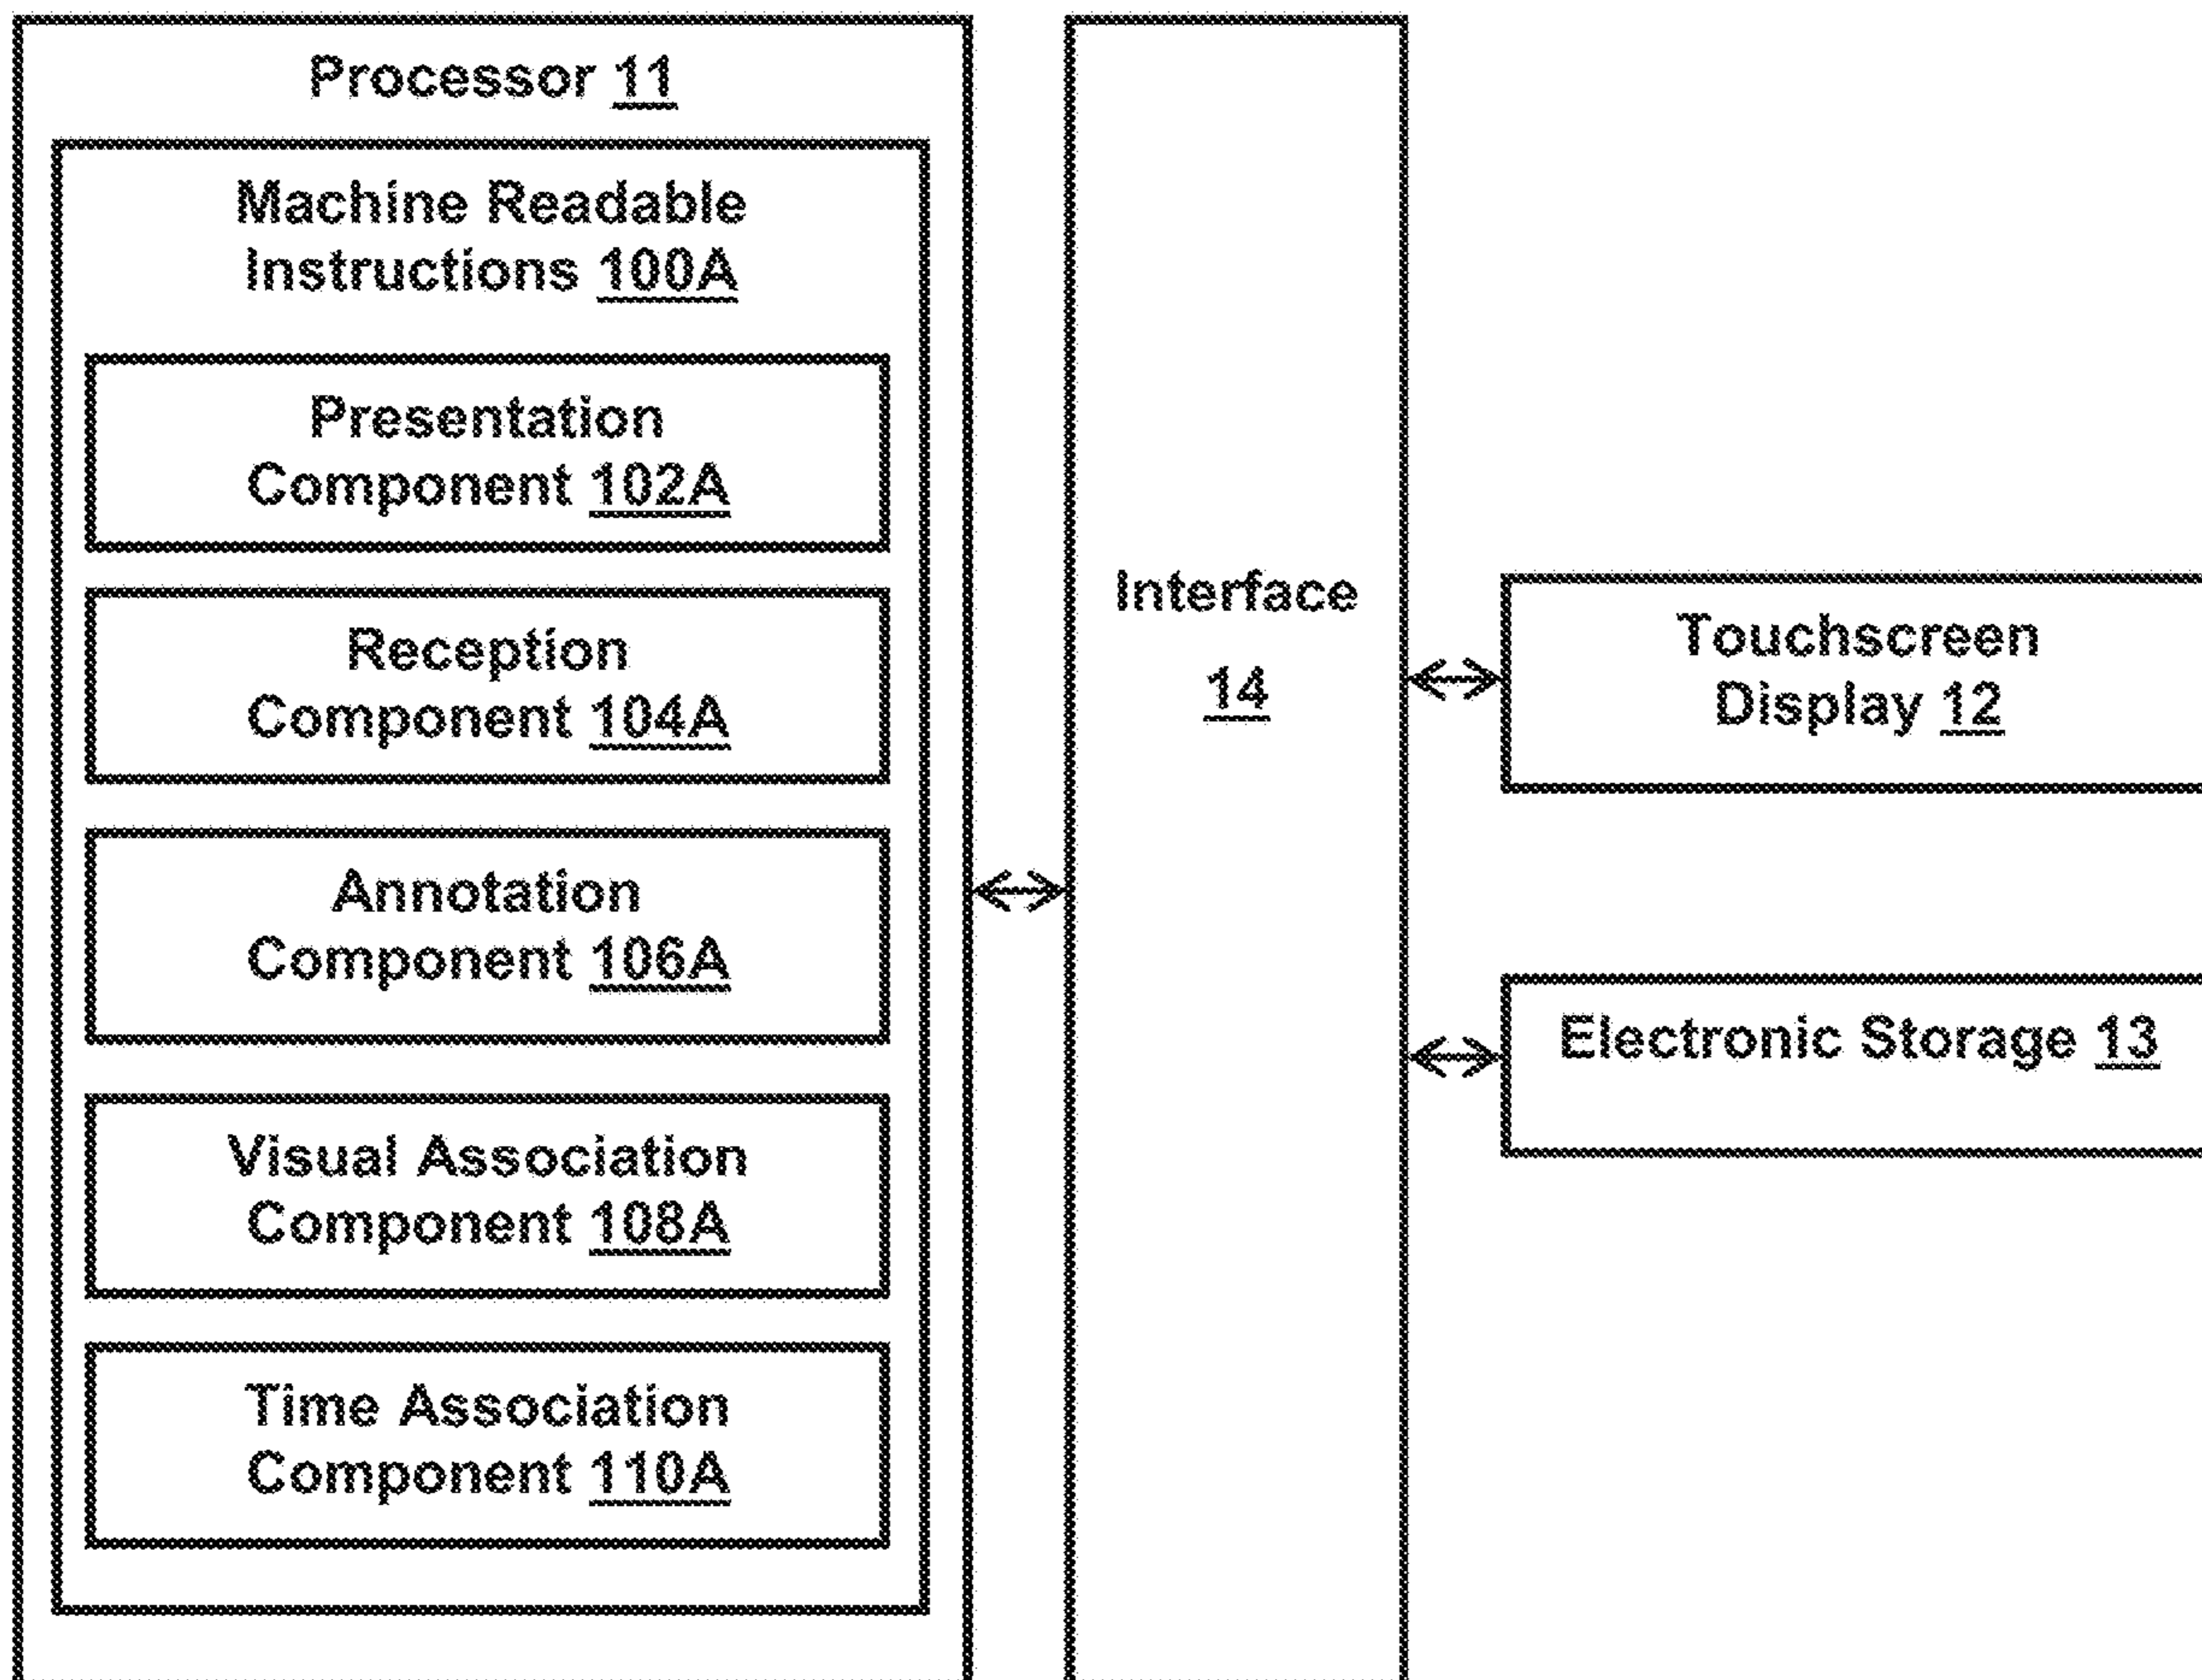 Processor 11
Machine Readable
Instructions 100A
Presentation
Component 102A
Reception
Component 104A
Annotation
Component 106A
Visual Association
Component 108A
Time Association
Component 110A
Interface
14
Touchscreen
Display 12
Electronic Storage 13